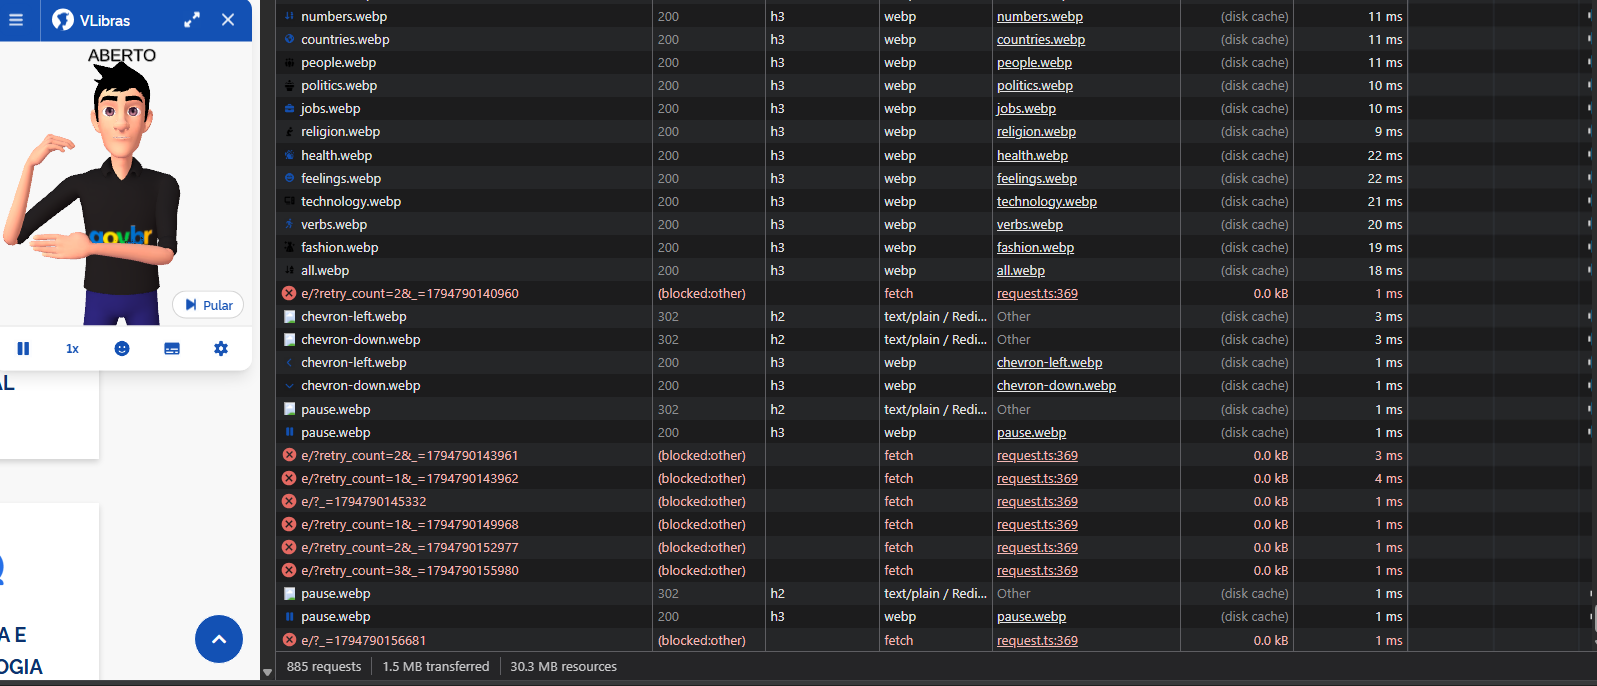 VLibras
ABERTO
govbr
Pular
1x
AL
A E
OGIA
numbers.webp 200 h3 webp numbers.webp (disk cache) 11 ms
countries.webp 200 h3 webp countries.webp (disk cache) 11 ms
people.webp 200 h3 webp people.webp (disk cache) 11 ms
politics.webp 200 h3 webp politics.webp (disk cache) 10 ms
jobs.webp 200 h3 webp jobs.webp (disk cache) 10 ms
religion.webp 200 h3 webp religion.webp (disk cache) 9 ms
health.webp 200 h3 webp health.webp (disk cache) 22 ms
feelings.webp 200 h3 webp feelings.webp (disk cache) 22 ms
technology.webp 200 h3 webp technology.webp (disk cache) 21 ms
verbs.webp 200 h3 webp verbs.webp (disk cache) 20 ms
fashion.webp 200 h3 webp fashion.webp (disk cache) 19 ms
all.webp 200 h3 webp all.webp (disk cache) 18 ms
e/?retry_count=2&_=1794790140960 (blocked:other) fetch request.ts:369 0.0 kB 1 ms
chevron-left.webp 302 h2 text/plain / Redi... Other (disk cache) 3 ms
chevron-down.webp 302 h2 text/plain / Redi... Other (disk cache) 3 ms
chevron-left.webp 200 h3 webp chevron-left.webp (disk cache) 1 ms
chevron-down.webp 200 h3 webp chevron-down.webp (disk cache) 1 ms
pause.webp 302 h2 text/plain / Redi... Other (disk cache) 1 ms
pause.webp 200 h3 webp pause.webp (disk cache) 1 ms
e/?retry_count=2&_=1794790143961 (blocked:other) fetch request.ts:369 0.0 kB 3 ms
e/?retry_count=1&_=1794790143962 (blocked:other) fetch request.ts:369 0.0 kB 4 ms
e/?_=1794790145332 (blocked:other) fetch request.ts:369 0.0 kB 1 ms
e/?retry_count=1&_=1794790149968 (blocked:other) fetch request.ts:369 0.0 kB 1 ms
e/?retry_count=2&_=1794790152977 (blocked:other) fetch request.ts:369 0.0 kB 1 ms
e/?retry_count=3&_=1794790155980 (blocked:other) fetch request.ts:369 0.0 kB 1 ms
pause.webp 302 h2 text/plain / Redi... Other (disk cache) 1 ms
pause.webp 200 h3 webp pause.webp (disk cache) 1 ms
e/?_=1794790156681 (blocked:other) fetch request.ts:369 0.0 kB 1 ms
885 requests 1.5 MB transferred 30.3 MB resources